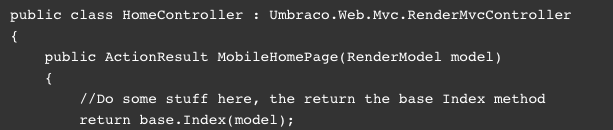 public class HomeController : Umbraco.Web.Mvc.RenderMvcController
{
    public ActionResult MobileHomePage(RenderModel model)
    {
        //Do some stuff here, the return the base Index method
        return base.Index(model);